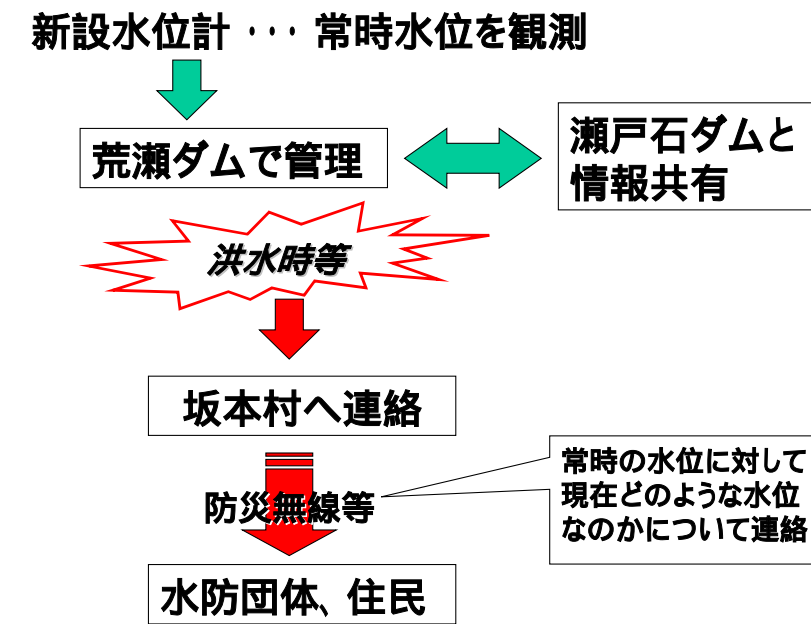 新設水位計 ・・・ 常時水位を観測
荒瀬ダムで管理
瀬戸石ダムと
情報共有
洪水時等
坂本村へ連絡
防災無線等
常時の水位に対して
現在どのような水位
なのかについて連絡
水防団体、住民